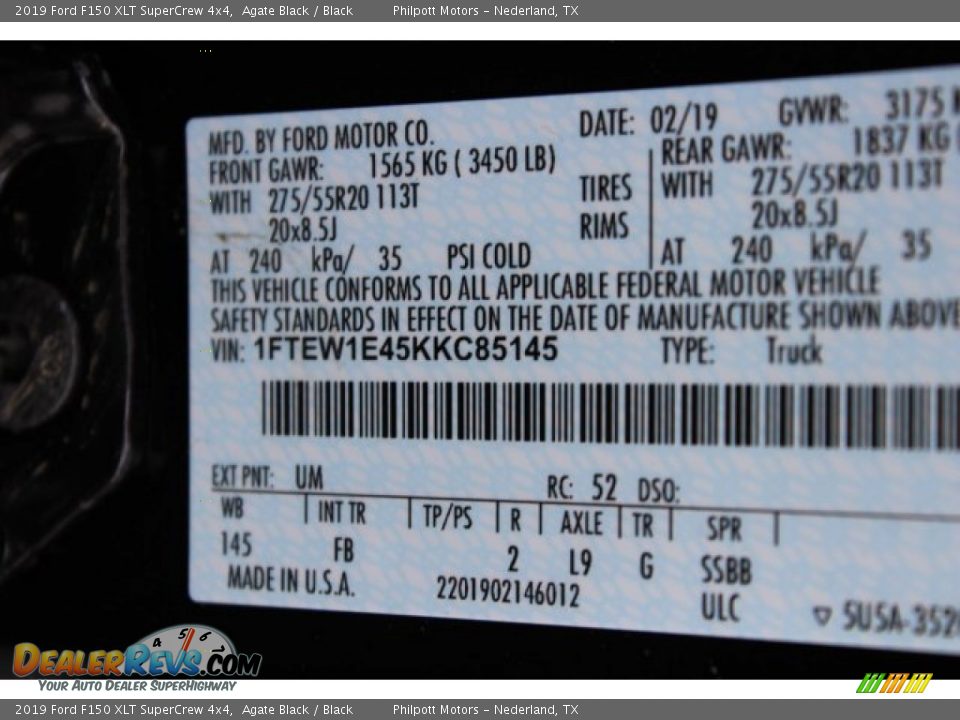 2019 Ford F150 XLT SuperCrew 4x4, Agate Black / Black Philpott Motors – Nederland, TX
MFD. BY FORD MOTOR CO. DATE: 02/19 GVWR: 3175 K
FRONT GAWR: 1565 KG ( 3450 LB) REAR GAWR: 1837 KG (
WITH 275/55R20 113T TIRES WITH 275/55R20 113T
20x8.5J RIMS 20x8.5J
AT 240 kPa/ 35 PSI COLD AT 240 kPa/ 35
THIS VEHICLE CONFORMS TO ALL APPLICABLE FEDERAL MOTOR VEHICLE
SAFETY STANDARDS IN EFFECT ON THE DATE OF MANUFACTURE SHOWN ABOVE
VIN: 1FTEW1E45KKC85145 TYPE: Truck
EXT PNT: UM RC: 52 DSO:
WB INT TR TP/PS R AXLE TR SPR
145 FB 2 L9 G SSBB
MADE IN U.S.A. 2201902146012 ULC 5U5A-3520
4 5 6
DEALERREVS.COM
YOUR AUTO DEALER SUPERHIGHWAY
2019 Ford F150 XLT SuperCrew 4x4, Agate Black / Black Philpott Motors – Nederland, TX